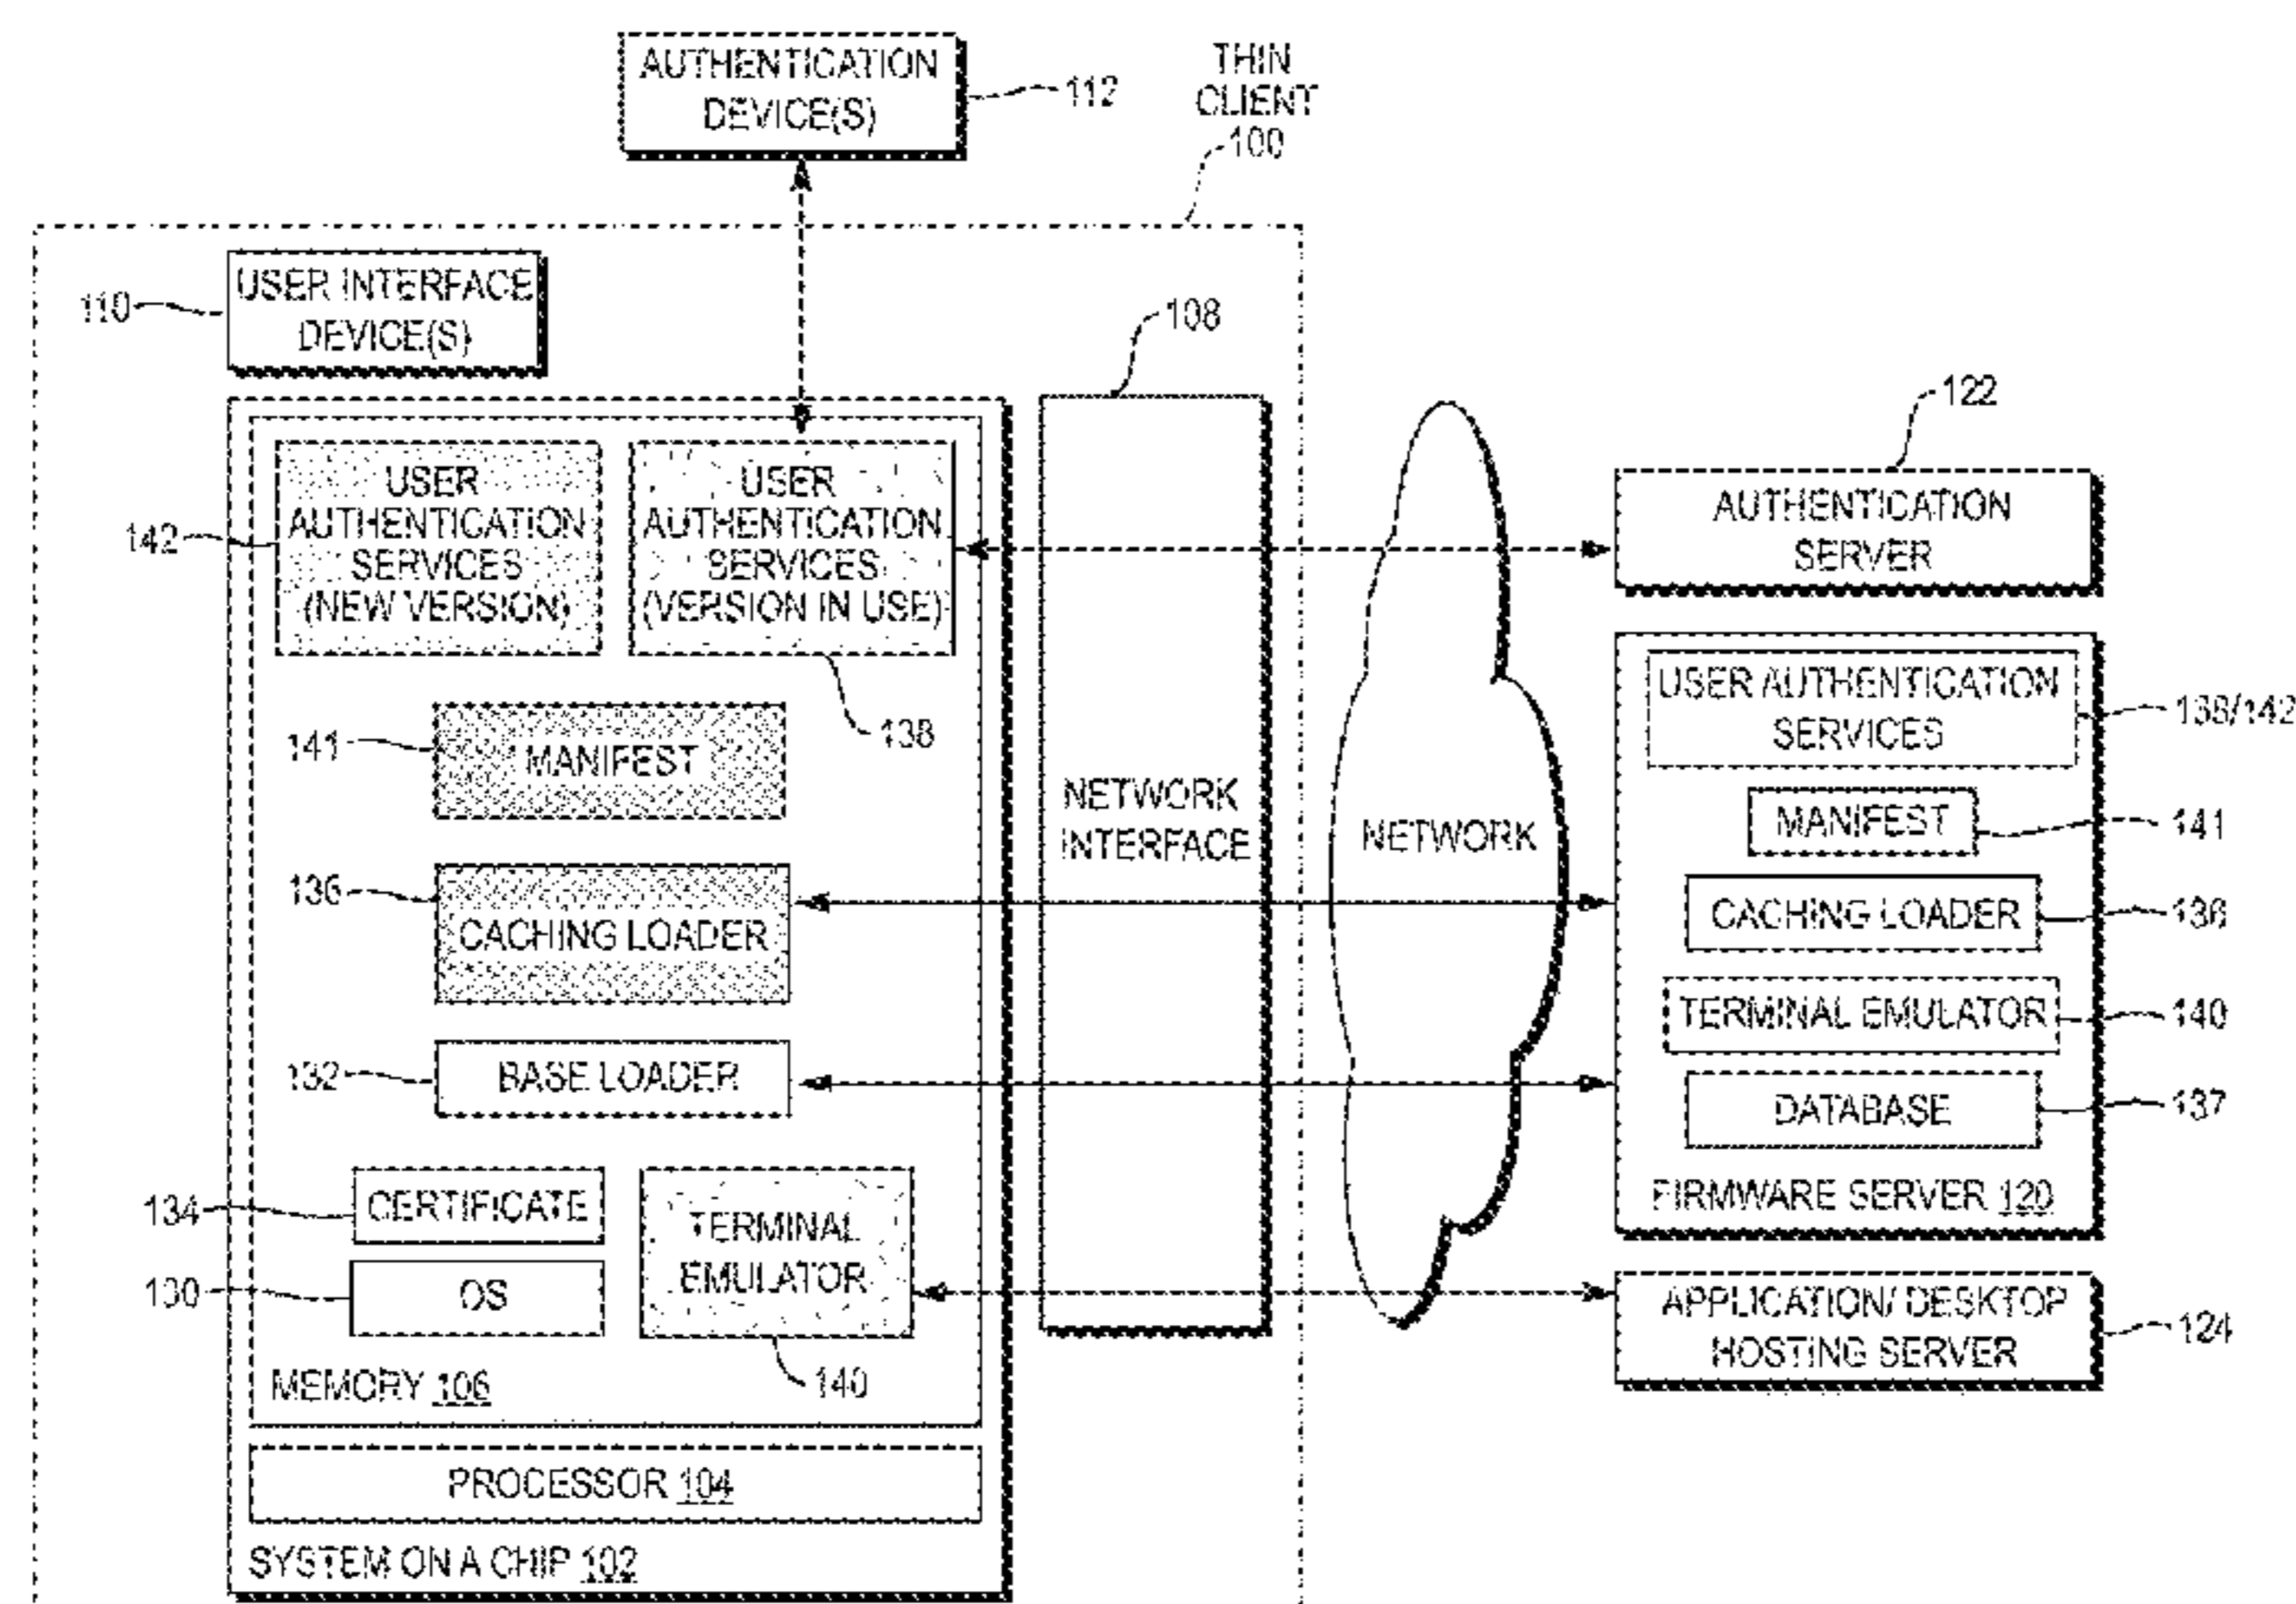 AUTHENTICATION
DEVICE(S)
112
THIN
CLIENT
100
110
USER INTERFACE
DEVICE(S)
108
122
142
USER
AUTHENTICATION
SERVICES
(NEW VERSION)
USER
AUTHENTICATION
SERVICES
(VERSION IN USE)
138
AUTHENTICATION
SERVER
USER AUTHENTICATION
SERVICES
138/142
141
MANIFEST
NETWORK
INTERFACE
NETWORK
MANIFEST
141
136
CACHING LOADER
CACHING LOADER
136
TERMINAL EMULATOR
140
132
BASE LOADER
DATABASE
137
134
CERTIFICATE
TERMINAL
EMULATOR
FIRMWARE SERVER 120
130
OS
APPLICATION/ DESKTOP
HOSTING SERVER
124
MEMORY 106
140
PROCESSOR 104
SYSTEM ON A CHIP 102